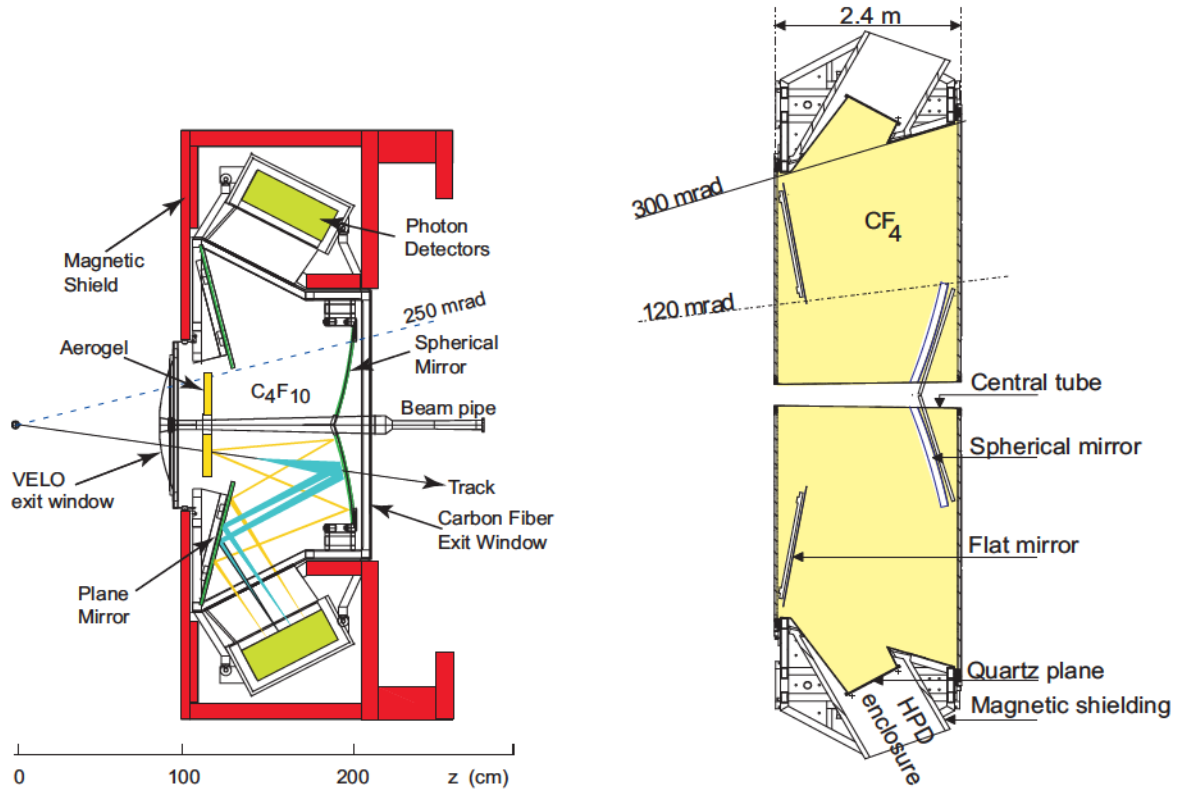 Magnetic
Shield
Aerogel
VELO
exit window
Plane
Mirror
C4F10
Photon
Detectors
250 mrad
Spherical
Mirror
Beam pipe
Track
Carbon Fiber
Exit Window
0 100 200 z (cm)
2.4 m
300 mrad
CF4
120 mrad
Central tube
Spherical mirror
Flat mirror
Quartz plane
Magnetic shielding
HPD
enclosure